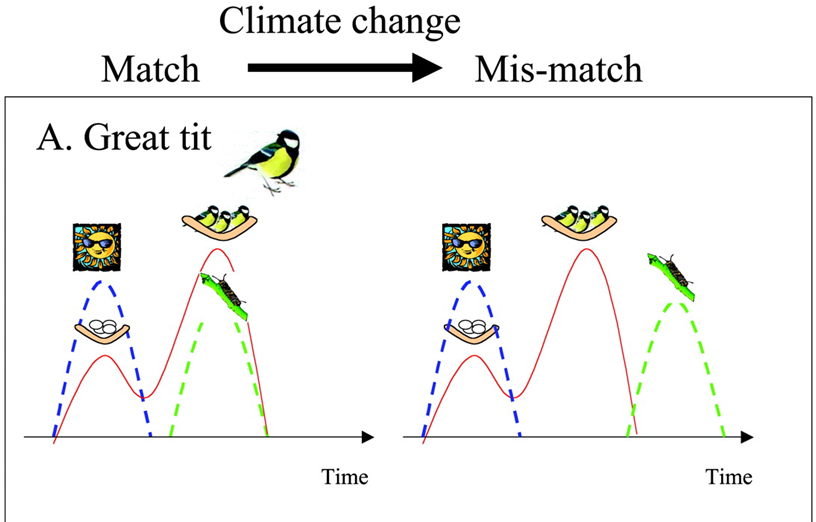 Climate change
Match
Mis-match
A. Great tit
Time
Time